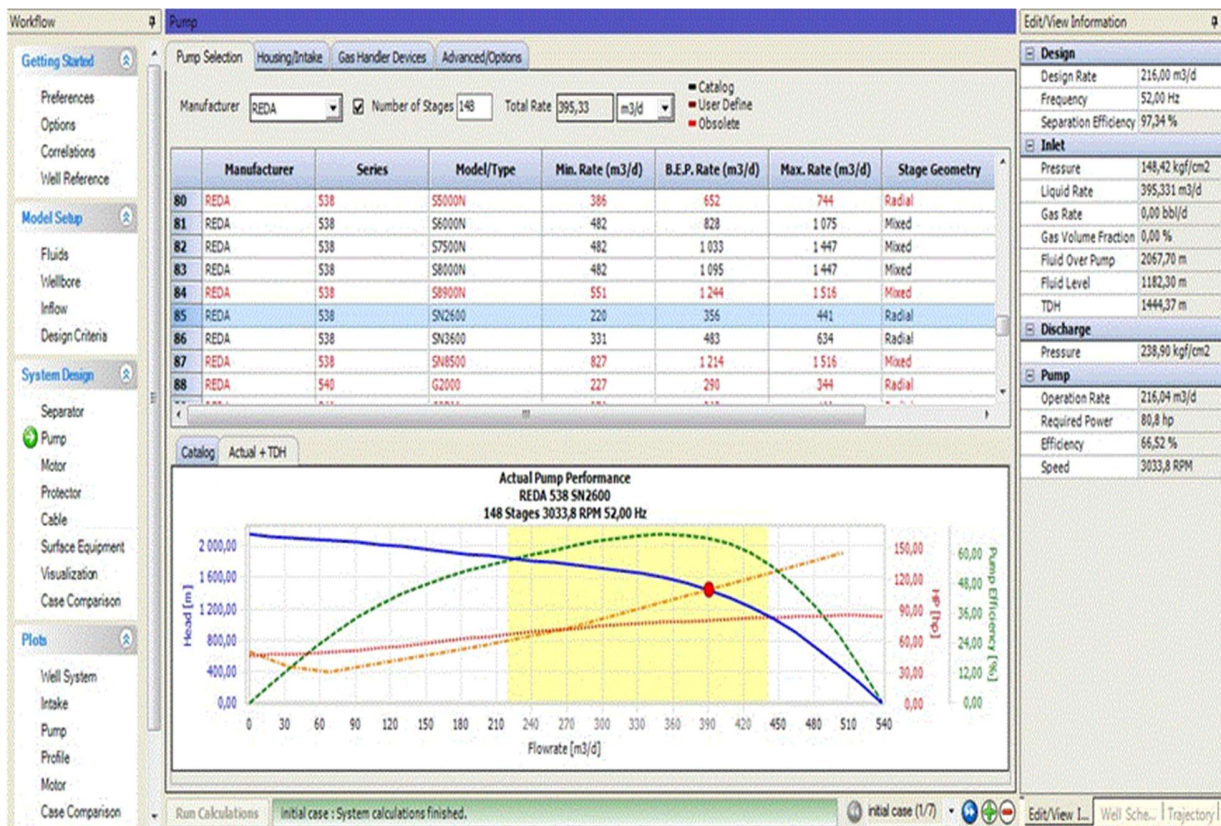 Workflow
Getting Started
Preferences
Options
Correlations
Well Reference
Model Setup
Fluids
Wellbore
Inflow
Design Criteria
System Design
Separator
Pump
Motor
Protector
Cable
Surface Equipment
Visualization
Case Comparison
Plots
Well System
Intake
Pump
Profile
Motor
Case Comparison
Pump
Pump Selection Housing/Intake Gas Handler Devices Advanced/Options
Manufacturer REDA Number of Stages 148 Total Rate 395,33 m3/d
Catalog
User Define
Obsolete
Manufacturer Series Model/Type Min. Rate (m3/d) B.E.P. Rate (m3/d) Max. Rate (m3/d) Stage Geometry
80 REDA 538 S5000N 386 652 744 Radial
81 REDA 538 S6000N 482 828 1 075 Mixed
82 REDA 538 S7500N 482 1 033 1 447 Mixed
83 REDA 538 S8000N 482 1 095 1 447 Mixed
84 REDA 538 S8900N 551 1 244 1 516 Mixed
85 REDA 538 SN2600 220 356 441 Radial
86 REDA 538 SN3600 331 483 634 Radial
87 REDA 538 SN8500 827 1 214 1 516 Mixed
88 REDA 540 G2000 227 290 344 Radial
Catalog Actual + TDH
Actual Pump Performance
REDA 538 SN2600
148 Stages 3033,8 RPM 52,00 Hz
Head [m]
2 000,00
1 600,00
1 200,00
800,00
400,00
0,00
0 30 60 90 120 150 180 210 240 270 300 330 360 390 420 450 480 510 540
Flowrate [m3/d]
150,00
120,00
90,00
60,00
30,00
0,00
HP [hp]
60,00
48,00
36,00
24,00
12,00
0,00
Pump Efficiency [%]
Run Calculations initial case : System calculations finished. initial case (1/7)
Edit/View Information
Design
Design Rate 216,00 m3/d
Frequency 52,00 Hz
Separation Efficiency 97,34 %
Inlet
Pressure 148,42 kgf/cm2
Liquid Rate 395,331 m3/d
Gas Rate 0,00 bbl/d
Gas Volume Fraction 0,00 %
Fluid Over Pump 2067,70 m
Fluid Level 1182,30 m
TDH 1444,37 m
Discharge
Pressure 238,90 kgf/cm2
Pump
Operation Rate 216,04 m3/d
Required Power 80,8 hp
Efficiency 66,52 %
Speed 3033,8 RPM
Edit/View I... Well Sche... Trajectory